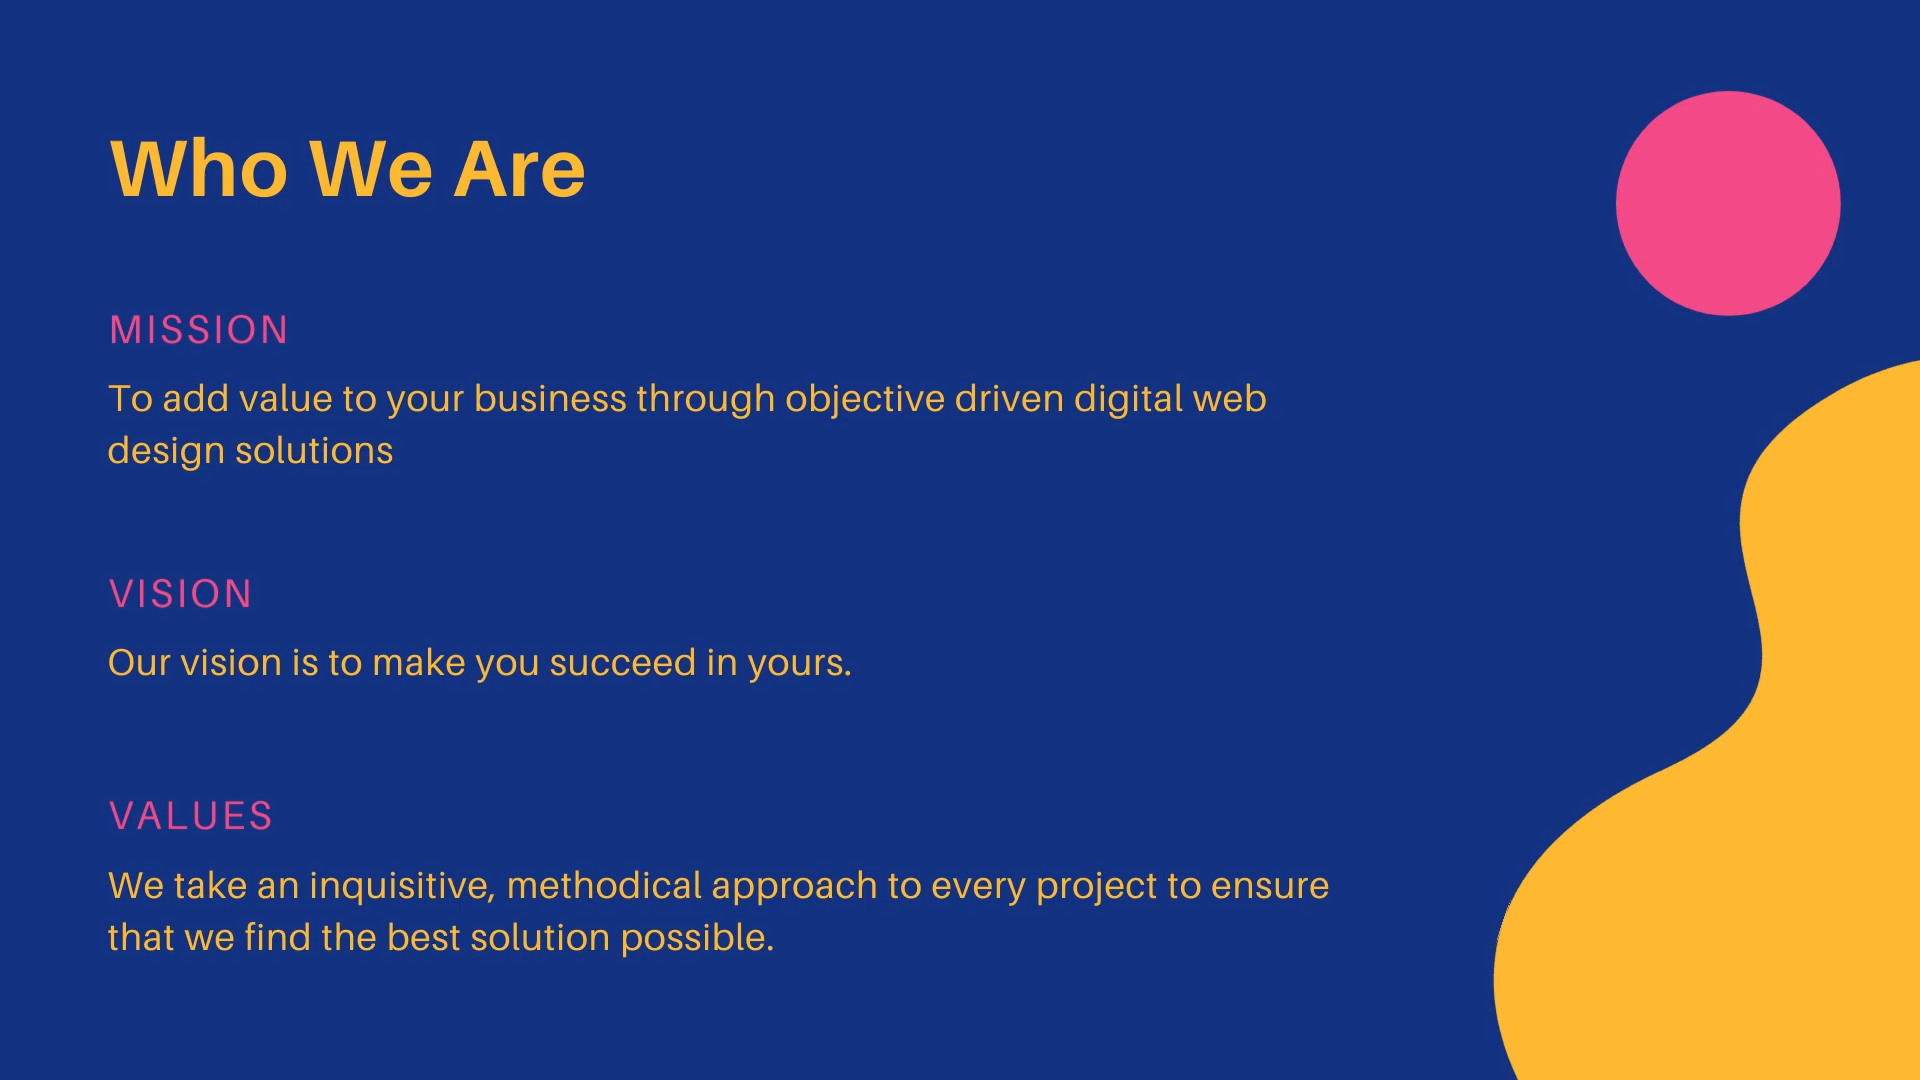 Who We Are
MISSION
To add value to your business through objective driven digital web
design solutions
VISION
Our vision is to make you succeed in yours.
VALUES
We take an inquisitive, methodical approach to every project to ensure
that we find the best solution possible.